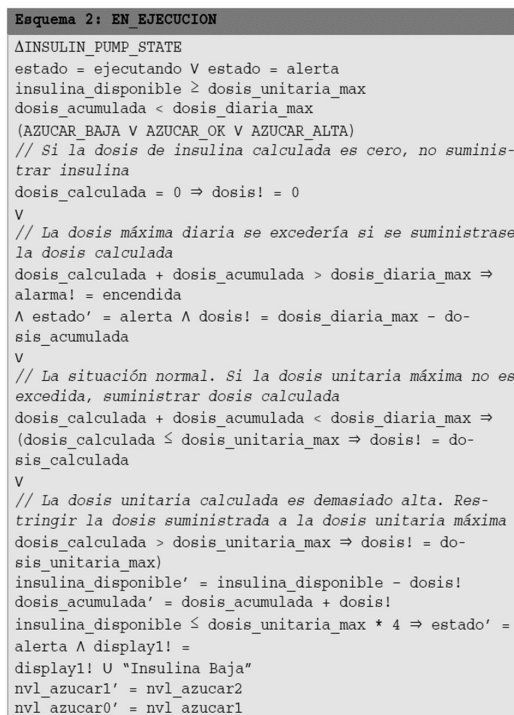 Esquema 2: EN_EJECUCION
ΔINSULIN_PUMP_STATE
estado = ejecutando V estado = alerta
insulina_disponible ≥ dosis_unitaria_max
dosis_acumulada < dosis_diaria_max
(AZUCAR_BAJA V AZUCAR_OK V AZUCAR_ALTA)
// Si la dosis de insulina calculada es cero, no suminis-
trar insulina
dosis_calculada = 0 ⇒ dosis! = 0
V
// La dosis máxima diaria se excedería si se suministrase
la dosis calculada
dosis_calculada + dosis_acumulada > dosis_diaria_max ⇒
alarma! = encendida
Λ estado’ = alerta Λ dosis! = dosis_diaria_max - do-
sis_acumulada
V
// La situación normal. Si la dosis unitaria máxima no es
excedida, suministrar dosis calculada
dosis_calculada + dosis_acumulada < dosis_diaria_max ⇒
(dosis_calculada ≤ dosis_unitaria_max ⇒ dosis! = do-
sis_calculada
V
// La dosis unitaria calculada es demasiado alta. Res-
tringir la dosis suministrada a la dosis unitaria máxima
dosis_calculada > dosis_unitaria_max ⇒ dosis! = do-
sis_unitaria_max)
insulina_disponible’ = insulina_disponible - dosis!
dosis_acumulada’ = dosis_acumulada + dosis!
insulina_disponible ≤ dosis_unitaria_max * 4 ⇒ estado’ =
alerta Λ display1! =
display1! U “Insulina Baja”
nvl_azucar1’ = nvl_azucar2
nvl_azucar0’ = nvl_azucar1